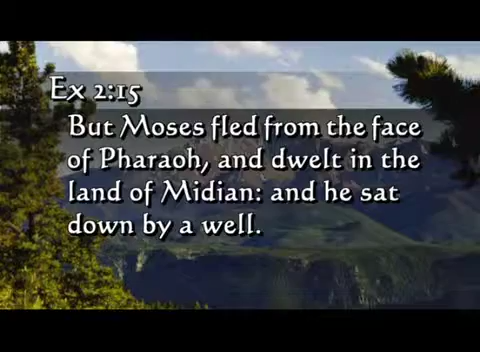 Ex 2:15
But Moses fled from the face
of Pharaoh, and dwelt in the
land of Midian: and he sat
down by a well.